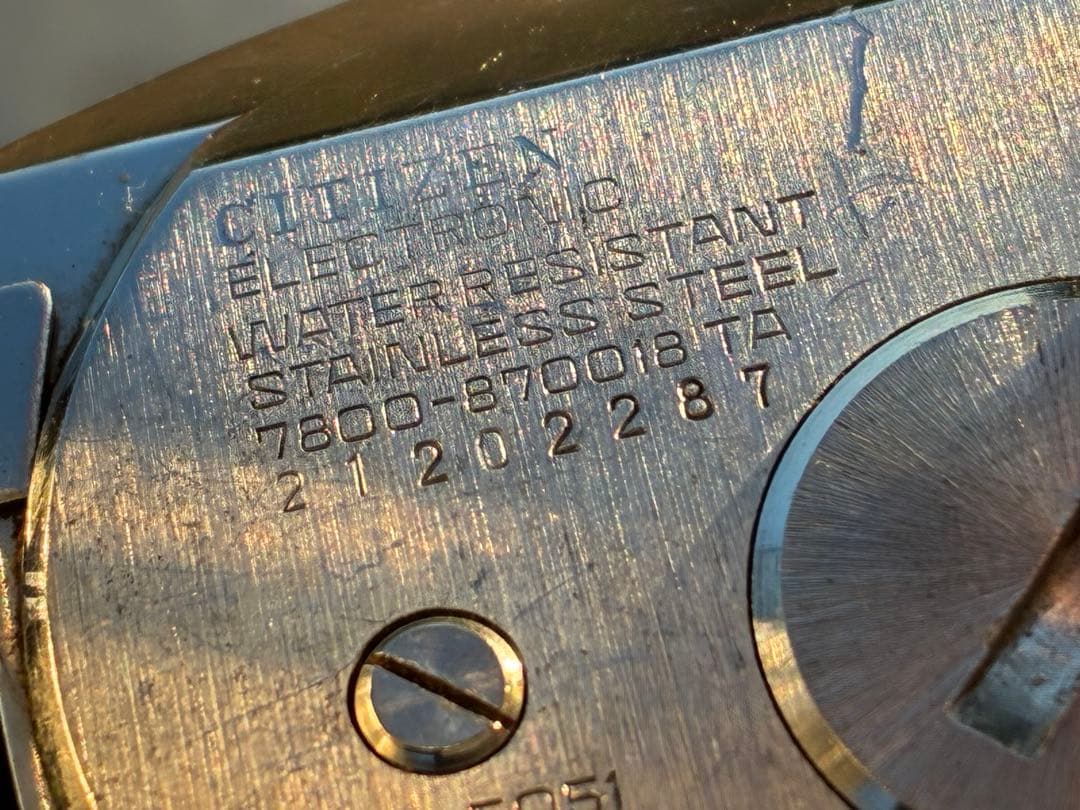 CITIZEN
ELECTRONIC
WATER RESISTANT
STAINLESS STEEL
7800-870018 TA
21202287